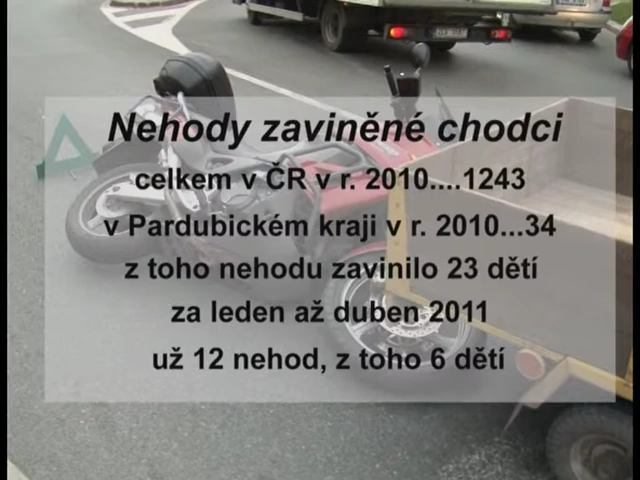 Nehody zaviněné chodci
celkem v ČR v r. 2010....1243
v Pardubickém kraji v r. 2010...34
z toho nehodu zavinilo 23 dětí
za leden až duben 2011
už 12 nehod, z toho 6 dětí